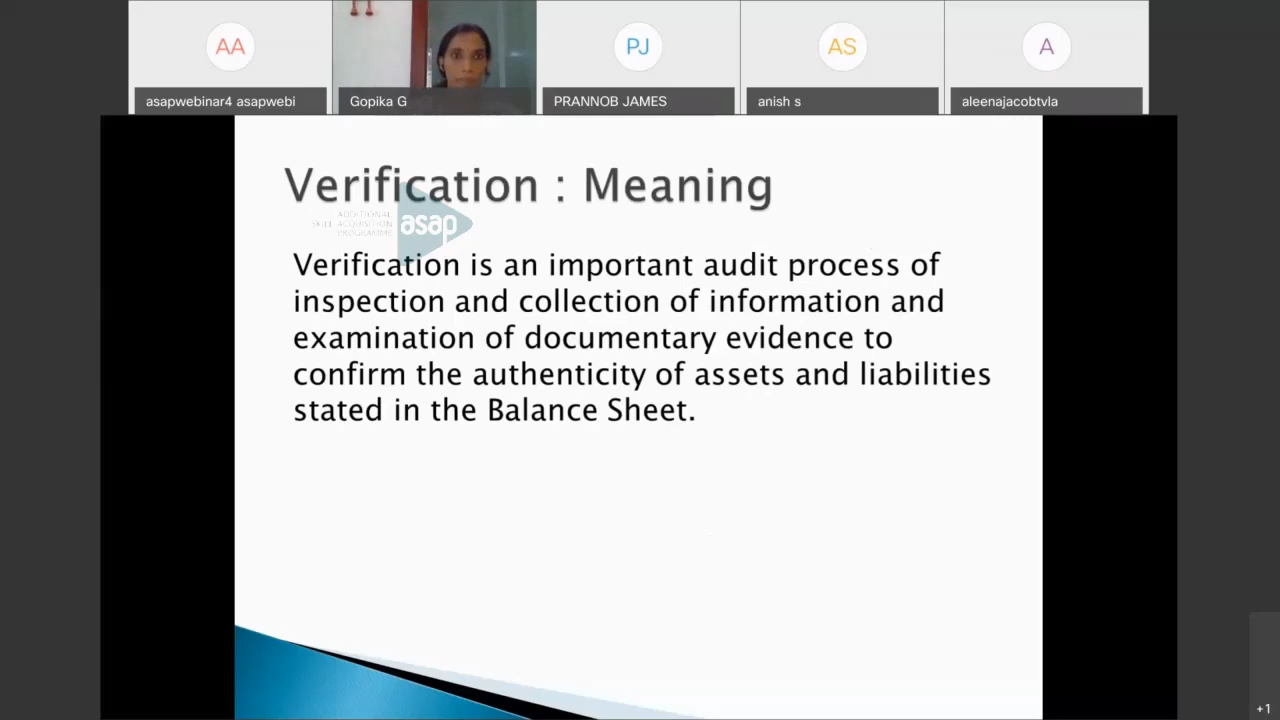 AA
PJ
AS
A
asapwebinar4 asapwebi
Gopika G
PRANNOB JAMES
anish s
aleenajacobtvla
Verification : Meaning
ADDITIONAL
SKILL ACQUISITION
PROGRAMME
asap
Verification is an important audit process of
inspection and collection of information and
examination of documentary evidence to
confirm the authenticity of assets and liabilities
stated in the Balance Sheet.
+1